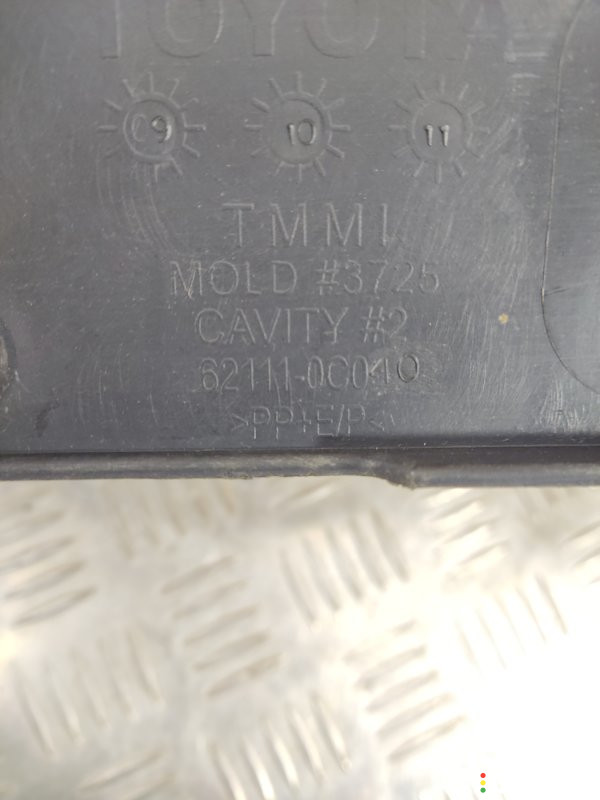 TOYOTA
09 10 11
TMMI
MOLD #3725
CAVITY #2
62111-0C040
>PP+E/P<